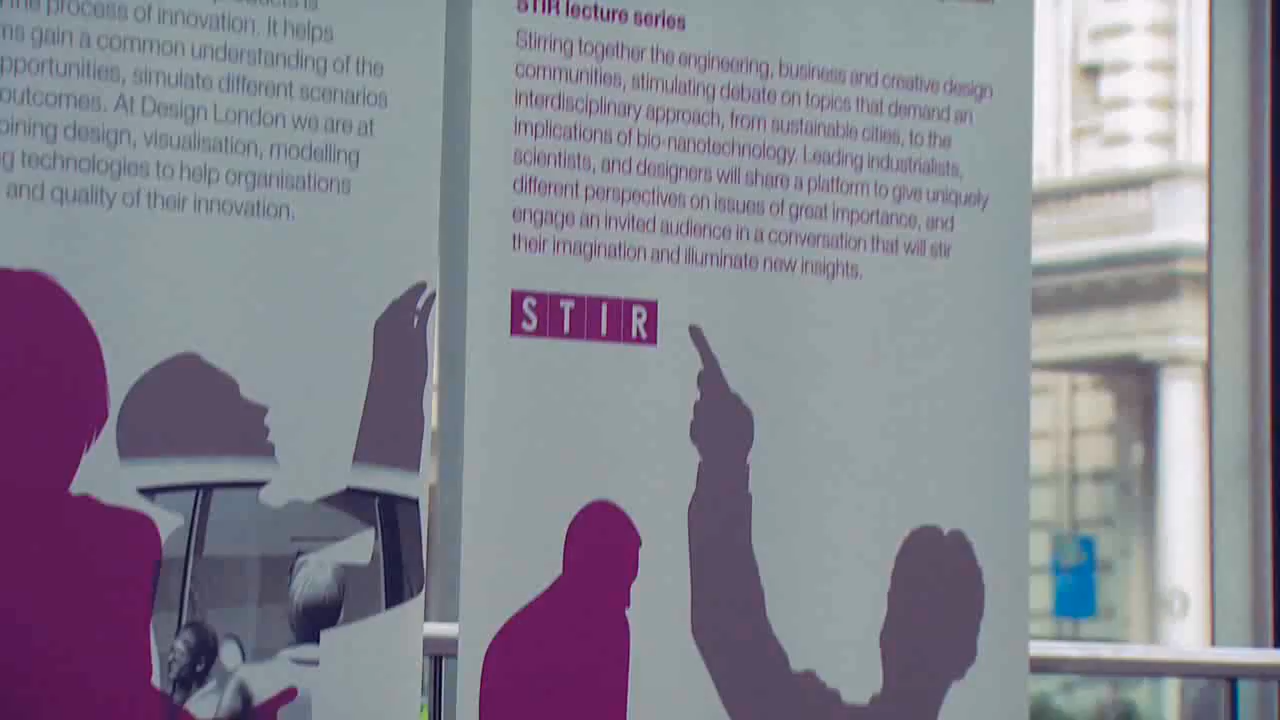 the process of innovation. It helps
gain a common understanding of the
opportunities, simulate different scenarios
outcomes. At Design London we are at
design, visualisation, modelling
technologies to help organisations
and quality of their innovation.
STIR lecture series
Stirring together the engineering, business and creative design
communities, stimulating debate on topics that demand an
interdisciplinary approach, from sustainable cities, to the
implications of bio-nanotechnology. Leading industrialists,
scientists, and designers will share a platform to give uniquely
different perspectives on issues of great importance, and
engage an invited audience in a conversation that will stir
their imagination and illuminate new insights.
STIR